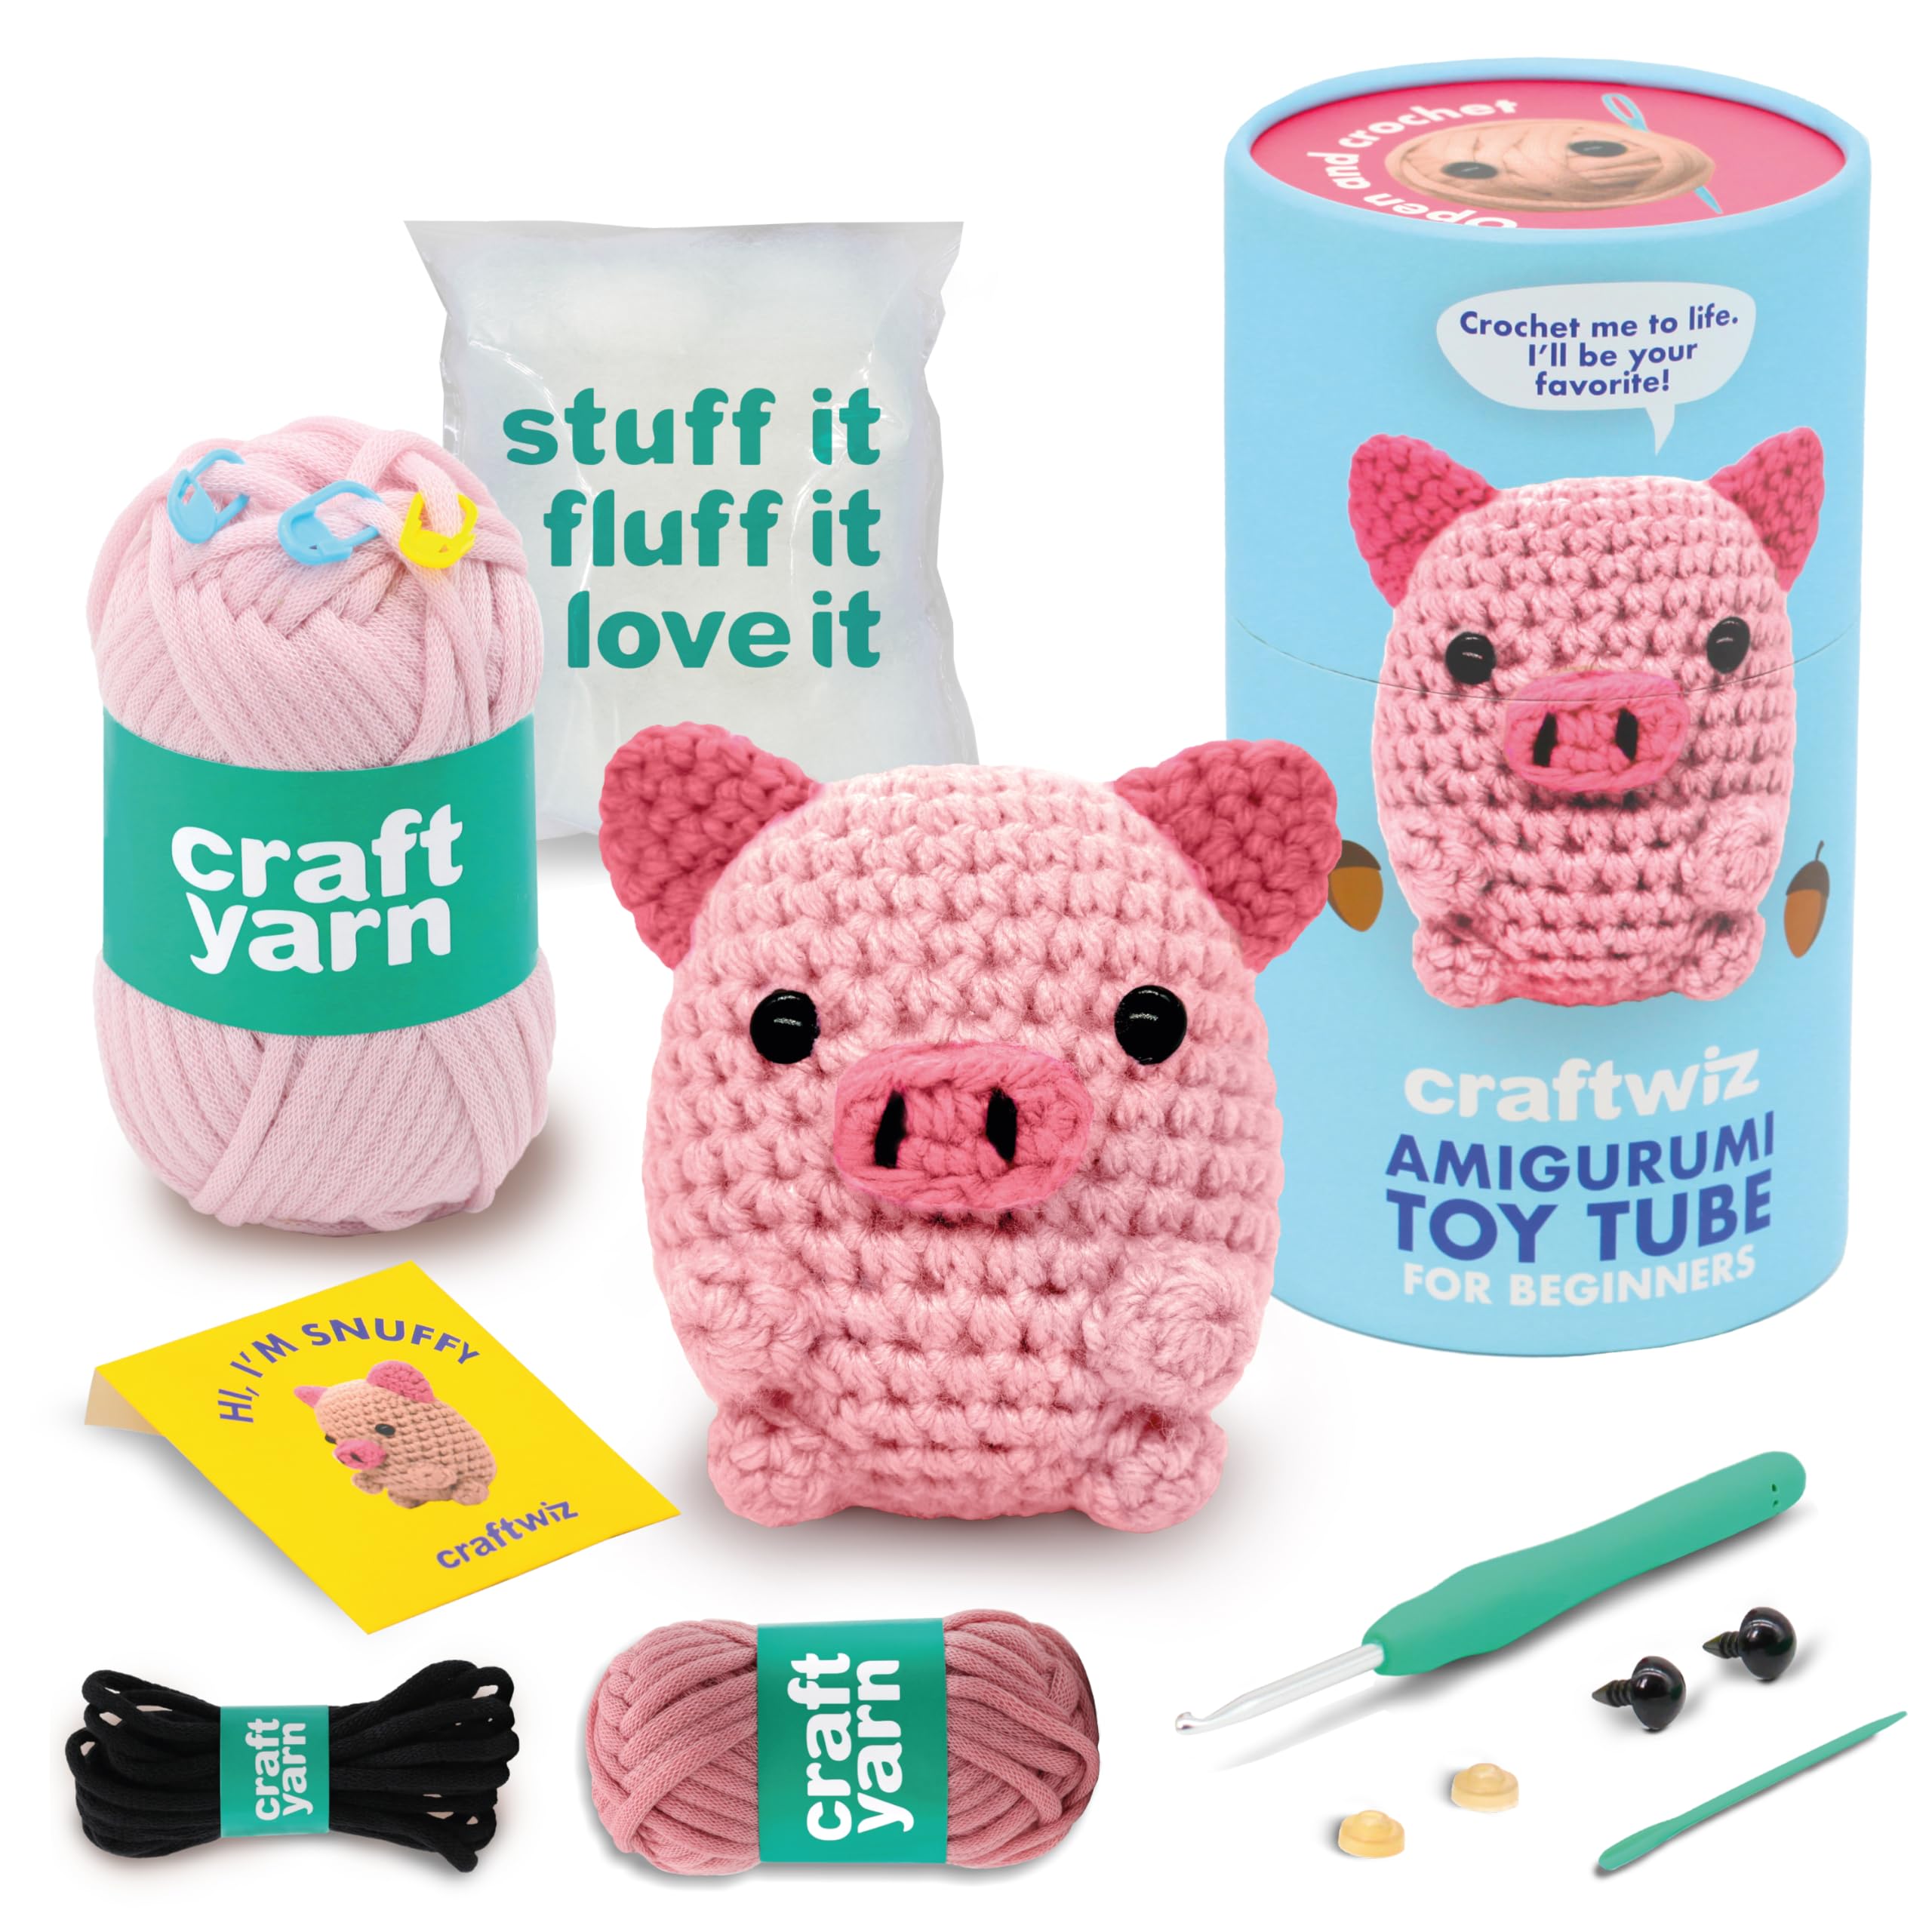 Open and crochet
Crochet me to life.
I'll be your
favorite!
craftwiz
AMIGURUMI
TOY TUBE
FOR BEGINNERS
stuff it
fluff it
love it
craft
yarn
HI, I'M SNUFFY
craftwiz
craft
yarn
craft
yarn